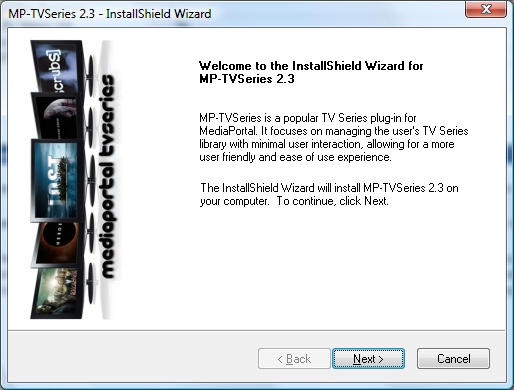 MP-TVSeries 2.3 - InstallShield Wizard
[scrubs]
LOST
HEROES
mediaportal tvseries
Welcome to the InstallShield Wizard for
MP-TVSeries 2.3
MP-TVSeries is a popular TV Series plug-in for
MediaPortal. It focuses on managing the user's TV Series
library with minimal user interaction, allowing for a more
user friendly and ease of use experience.
The InstallShield Wizard will install MP-TVSeries 2.3 on
your computer. To continue, click Next.
< Back
Next >
Cancel